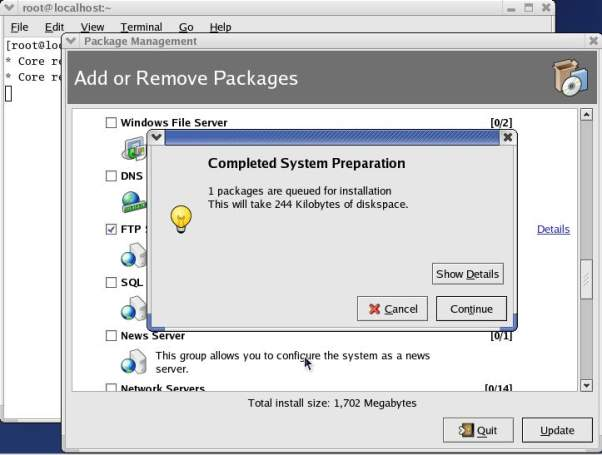 root@localhost:~
File Edit View Terminal Go Help
[root@lo
* Core re
* Core re
Package Management
Add or Remove Packages
Windows File Server [0/2]
DNS
FTP Details
SQL
Completed System Preparation
1 packages are queued for installation
This will take 244 Kilobytes of diskspace.
Show Details
Cancel Continue
News Server [0/1]
This group allows you to configure the system as a news
server.
Network Servers [0/14]
Total install size: 1,702 Megabytes
Quit Update